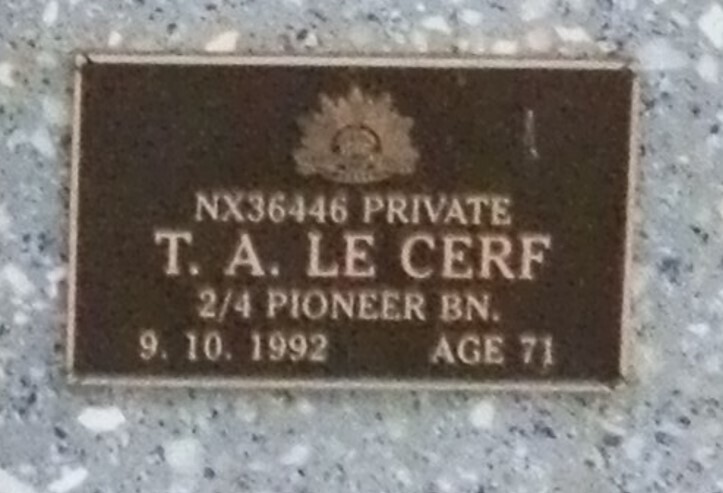 NX36446 PRIVATE
T. A. LE CERF
2/4 PIONEER BN.
9. 10. 1992 AGE 71